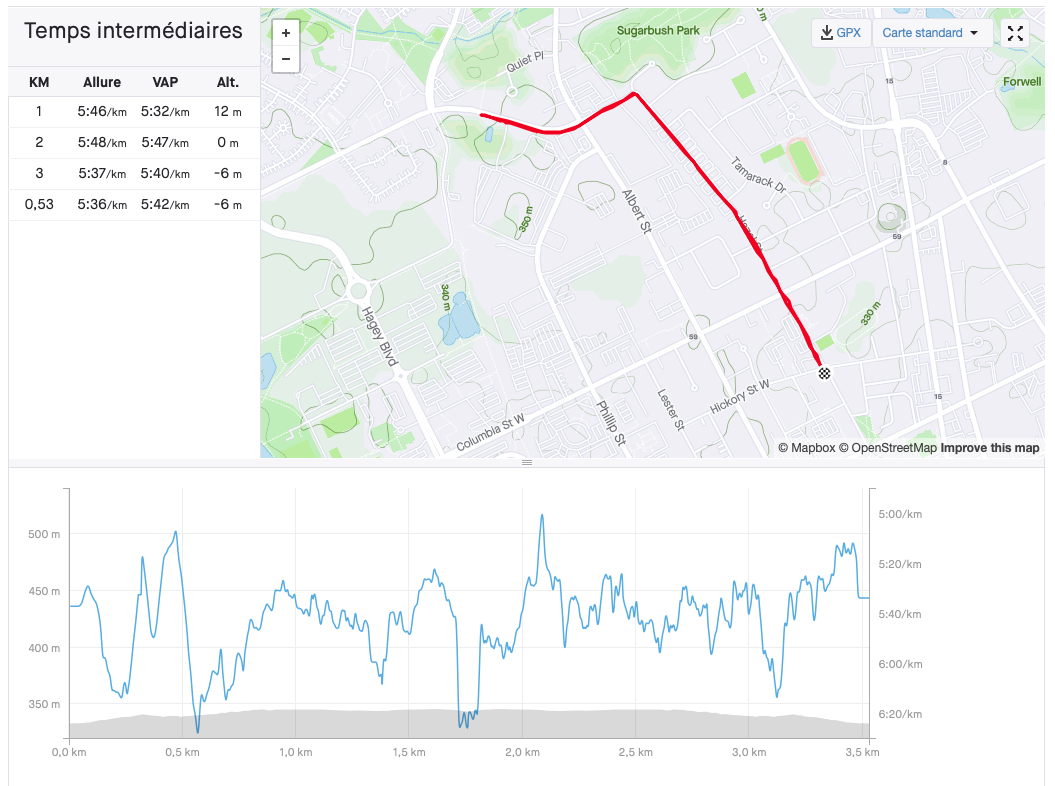 Temps intermédiaires
KM Allure VAP Alt.
1 5:46/km 5:32/km 12 m
2 5:48/km 5:47/km 0 m
3 5:37/km 5:40/km -6 m
0,53 5:36/km 5:42/km -6 m
+
−
GPX
Carte standard
Sugarbush Park
Quiet Pl
Forwell
15
8
Tamarack Dr
Albert St
350 m
59
340 m
330 m
Hagey Blvd
59
Hickory St W
Lester St
15
Phillip St
Columbia St W
© Mapbox © OpenStreetMap Improve this map
500 m
450 m
400 m
350 m
5:00/km
5:20/km
5:40/km
6:00/km
6:20/km
0,0 km 0,5 km 1,0 km 1,5 km 2,0 km 2,5 km 3,0 km 3,5 km